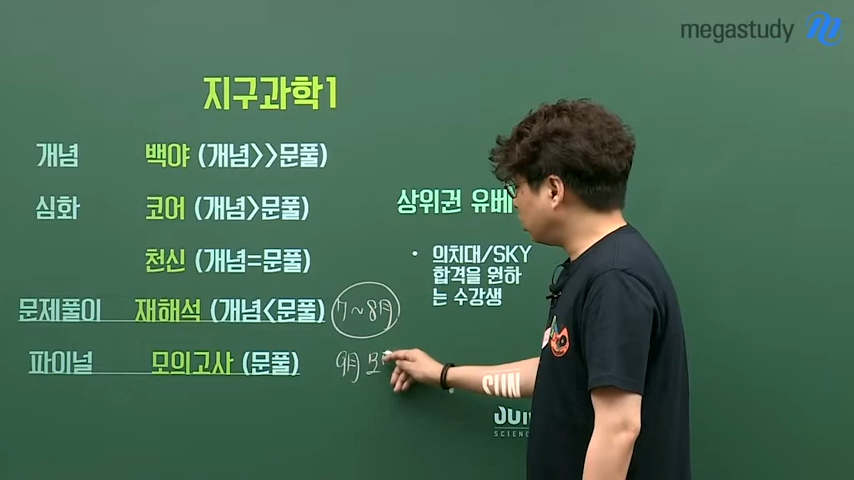 megastudy
지구과학1
개념 백야 (개념>>문풀)
심화 코어 (개념>문풀)
천신 (개념=문풀)
문제풀이 재해석 (개념<문풀) 7~8月
파이널 모의고사 (문풀) 9月 모
상위권 유베
• 의치대/SKY
합격을 원하
는 수강생
SUN
SUN
SCIENC